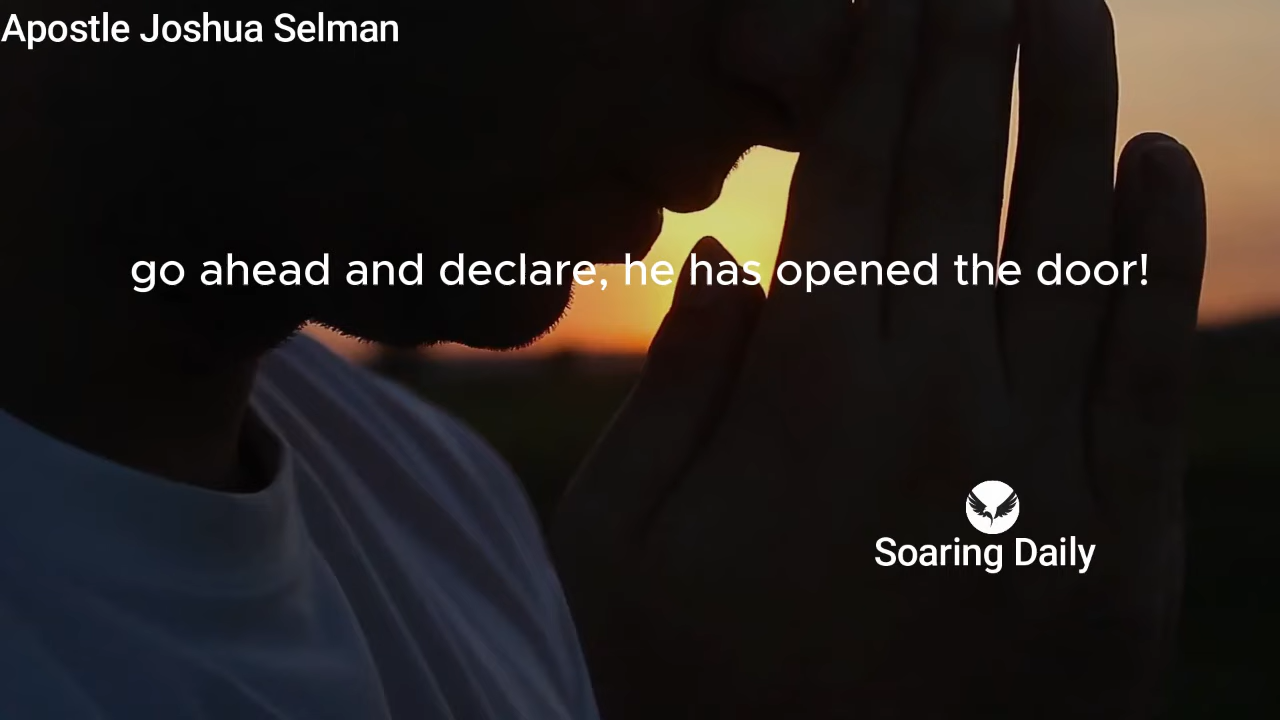 Apostle Joshua Selman
go ahead and declare, he has opened the door!
Soaring Daily